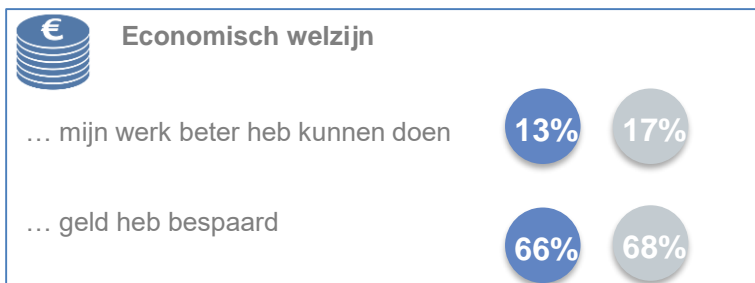 €
Economisch welzijn
… mijn werk beter heb kunnen doen 13% 17%
… geld heb bespaard 66% 68%